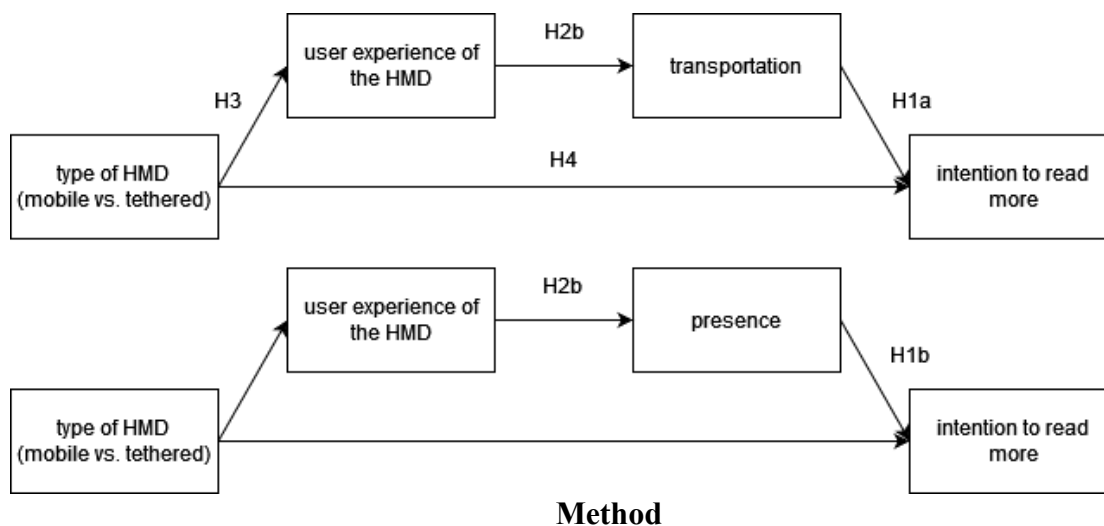 H2b
user experience of
the HMD
transportation
H3
H1a
type of HMD
(mobile vs. tethered)
H4
intention to read
more
user experience of
the HMD
H2b
presence
H1b
type of HMD
(mobile vs. tethered)
intention to read
more
Method